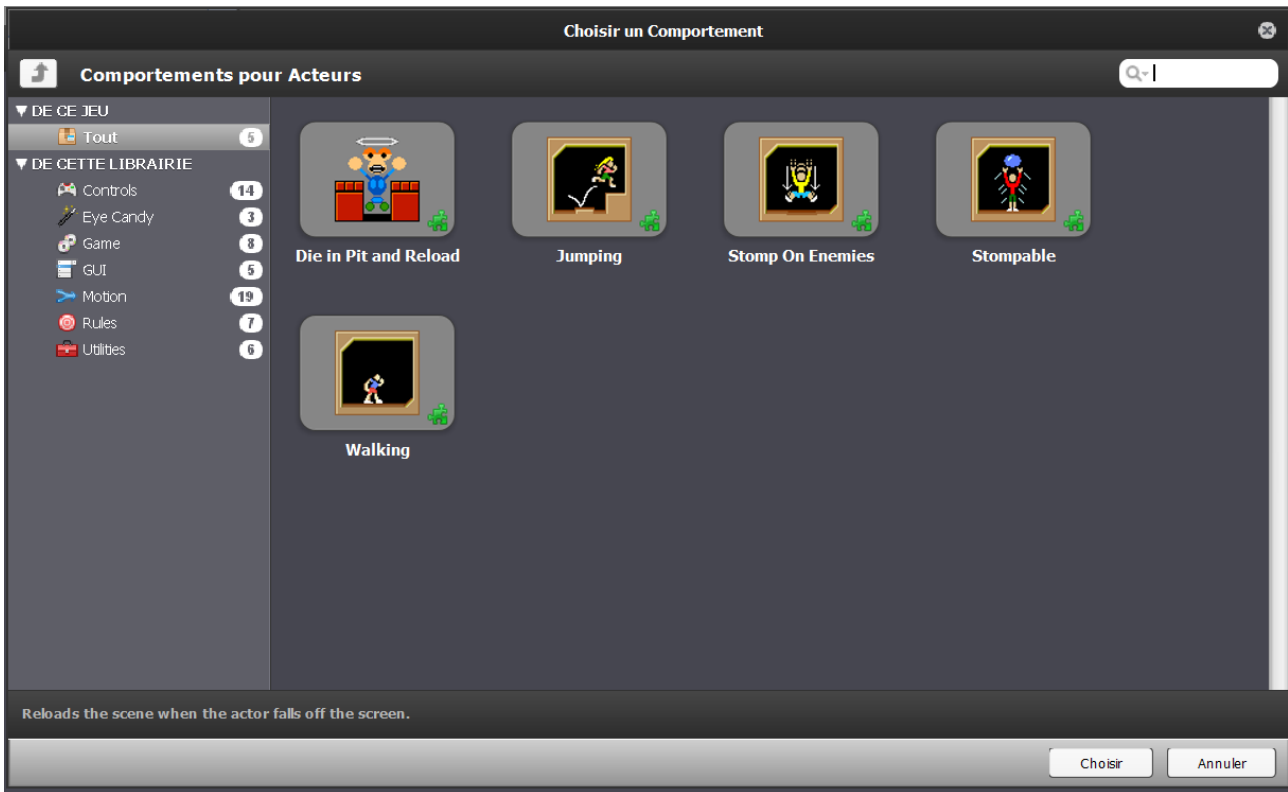 Choisir un Comportement
Comportements pour Acteurs
DE CE JEU
Tout 5
DE CETTE LIBRAIRIE
Controls 14
Eye Candy 3
Game 8
GUI 5
Motion 19
Rules 7
Utilities 6
Die in Pit and Reload
Jumping
Stomp On Enemies
Stompable
Walking
Reloads the scene when the actor falls off the screen.
Choisir
Annuler